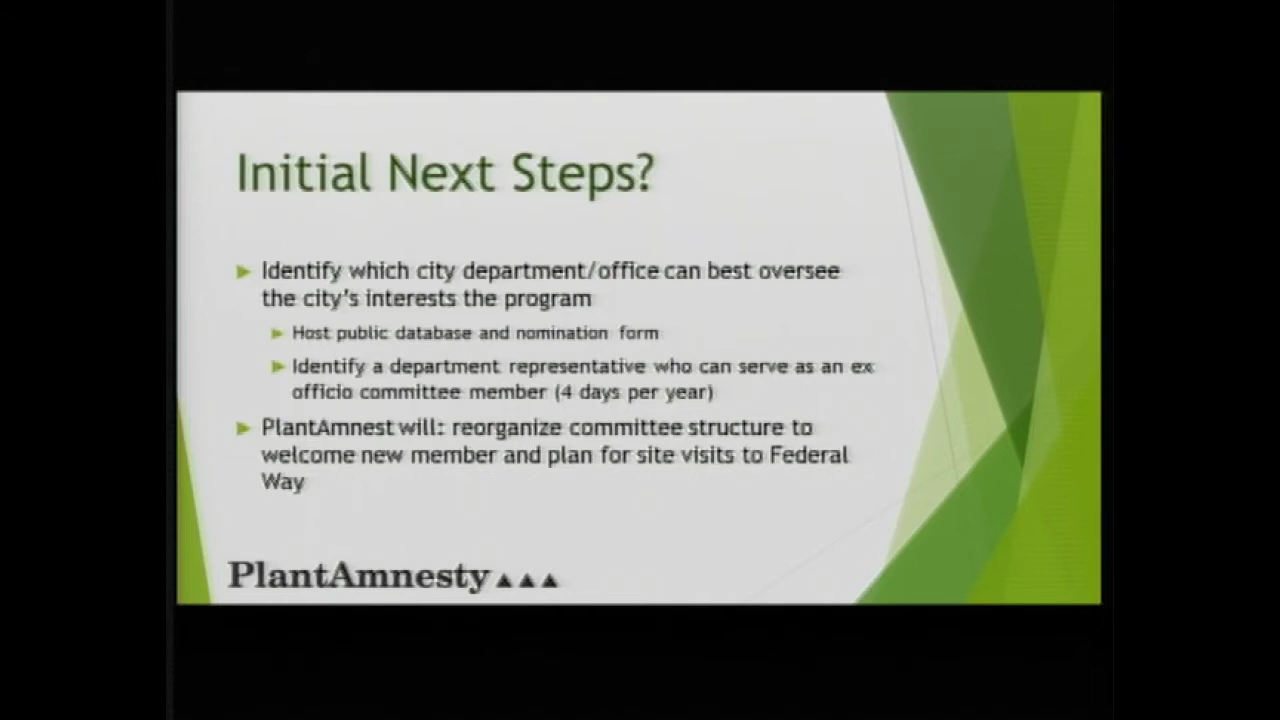 Initial Next Steps?
Identify which city department/office can best oversee
the city's interests the program
Host public database and nomination form
Identify a department representative who can serve as an ex
officio committee member (4 days per year)
PlantAmnest will: reorganize committee structure to
welcome new member and plan for site visits to Federal
Way
PlantAmnesty